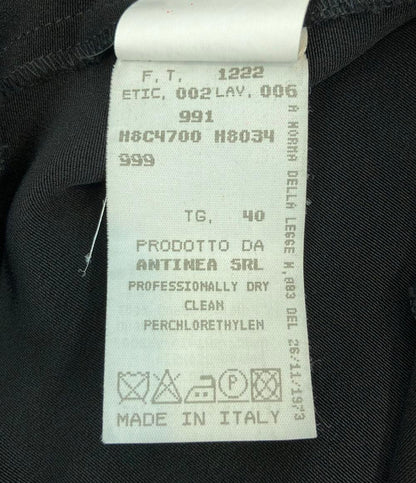 F. T. 1222
ETIC. 002 LAV. 006
991
H8C4700 H8034
999
TG. 40
PRODOTTO DA
ANTINEA SRL
PROFESSIONALLY DRY
CLEAN
PERCHLORETHYLEN
P
MADE IN ITALY
A NORMA DELLA LEGGE N.883 DEL 26/11/1973